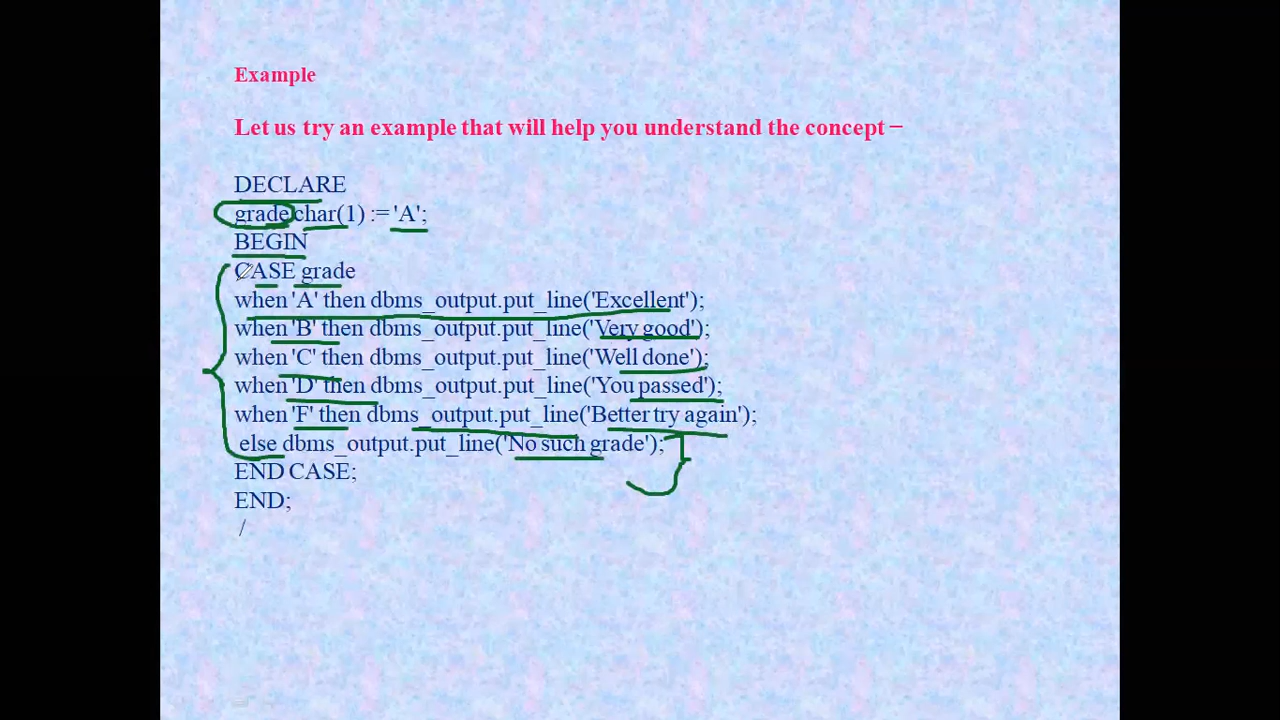 Example
Let us try an example that will help you understand the concept −
DECLARE
grade char(1) := 'A';
BEGIN
CASE grade
when 'A' then dbms_output.put_line('Excellent');
when 'B' then dbms_output.put_line('Very good');
when 'C' then dbms_output.put_line('Well done');
when 'D' then dbms_output.put_line('You passed');
when 'F' then dbms_output.put_line('Better try again');
else dbms_output.put_line('No such grade');
END CASE;
END;
/